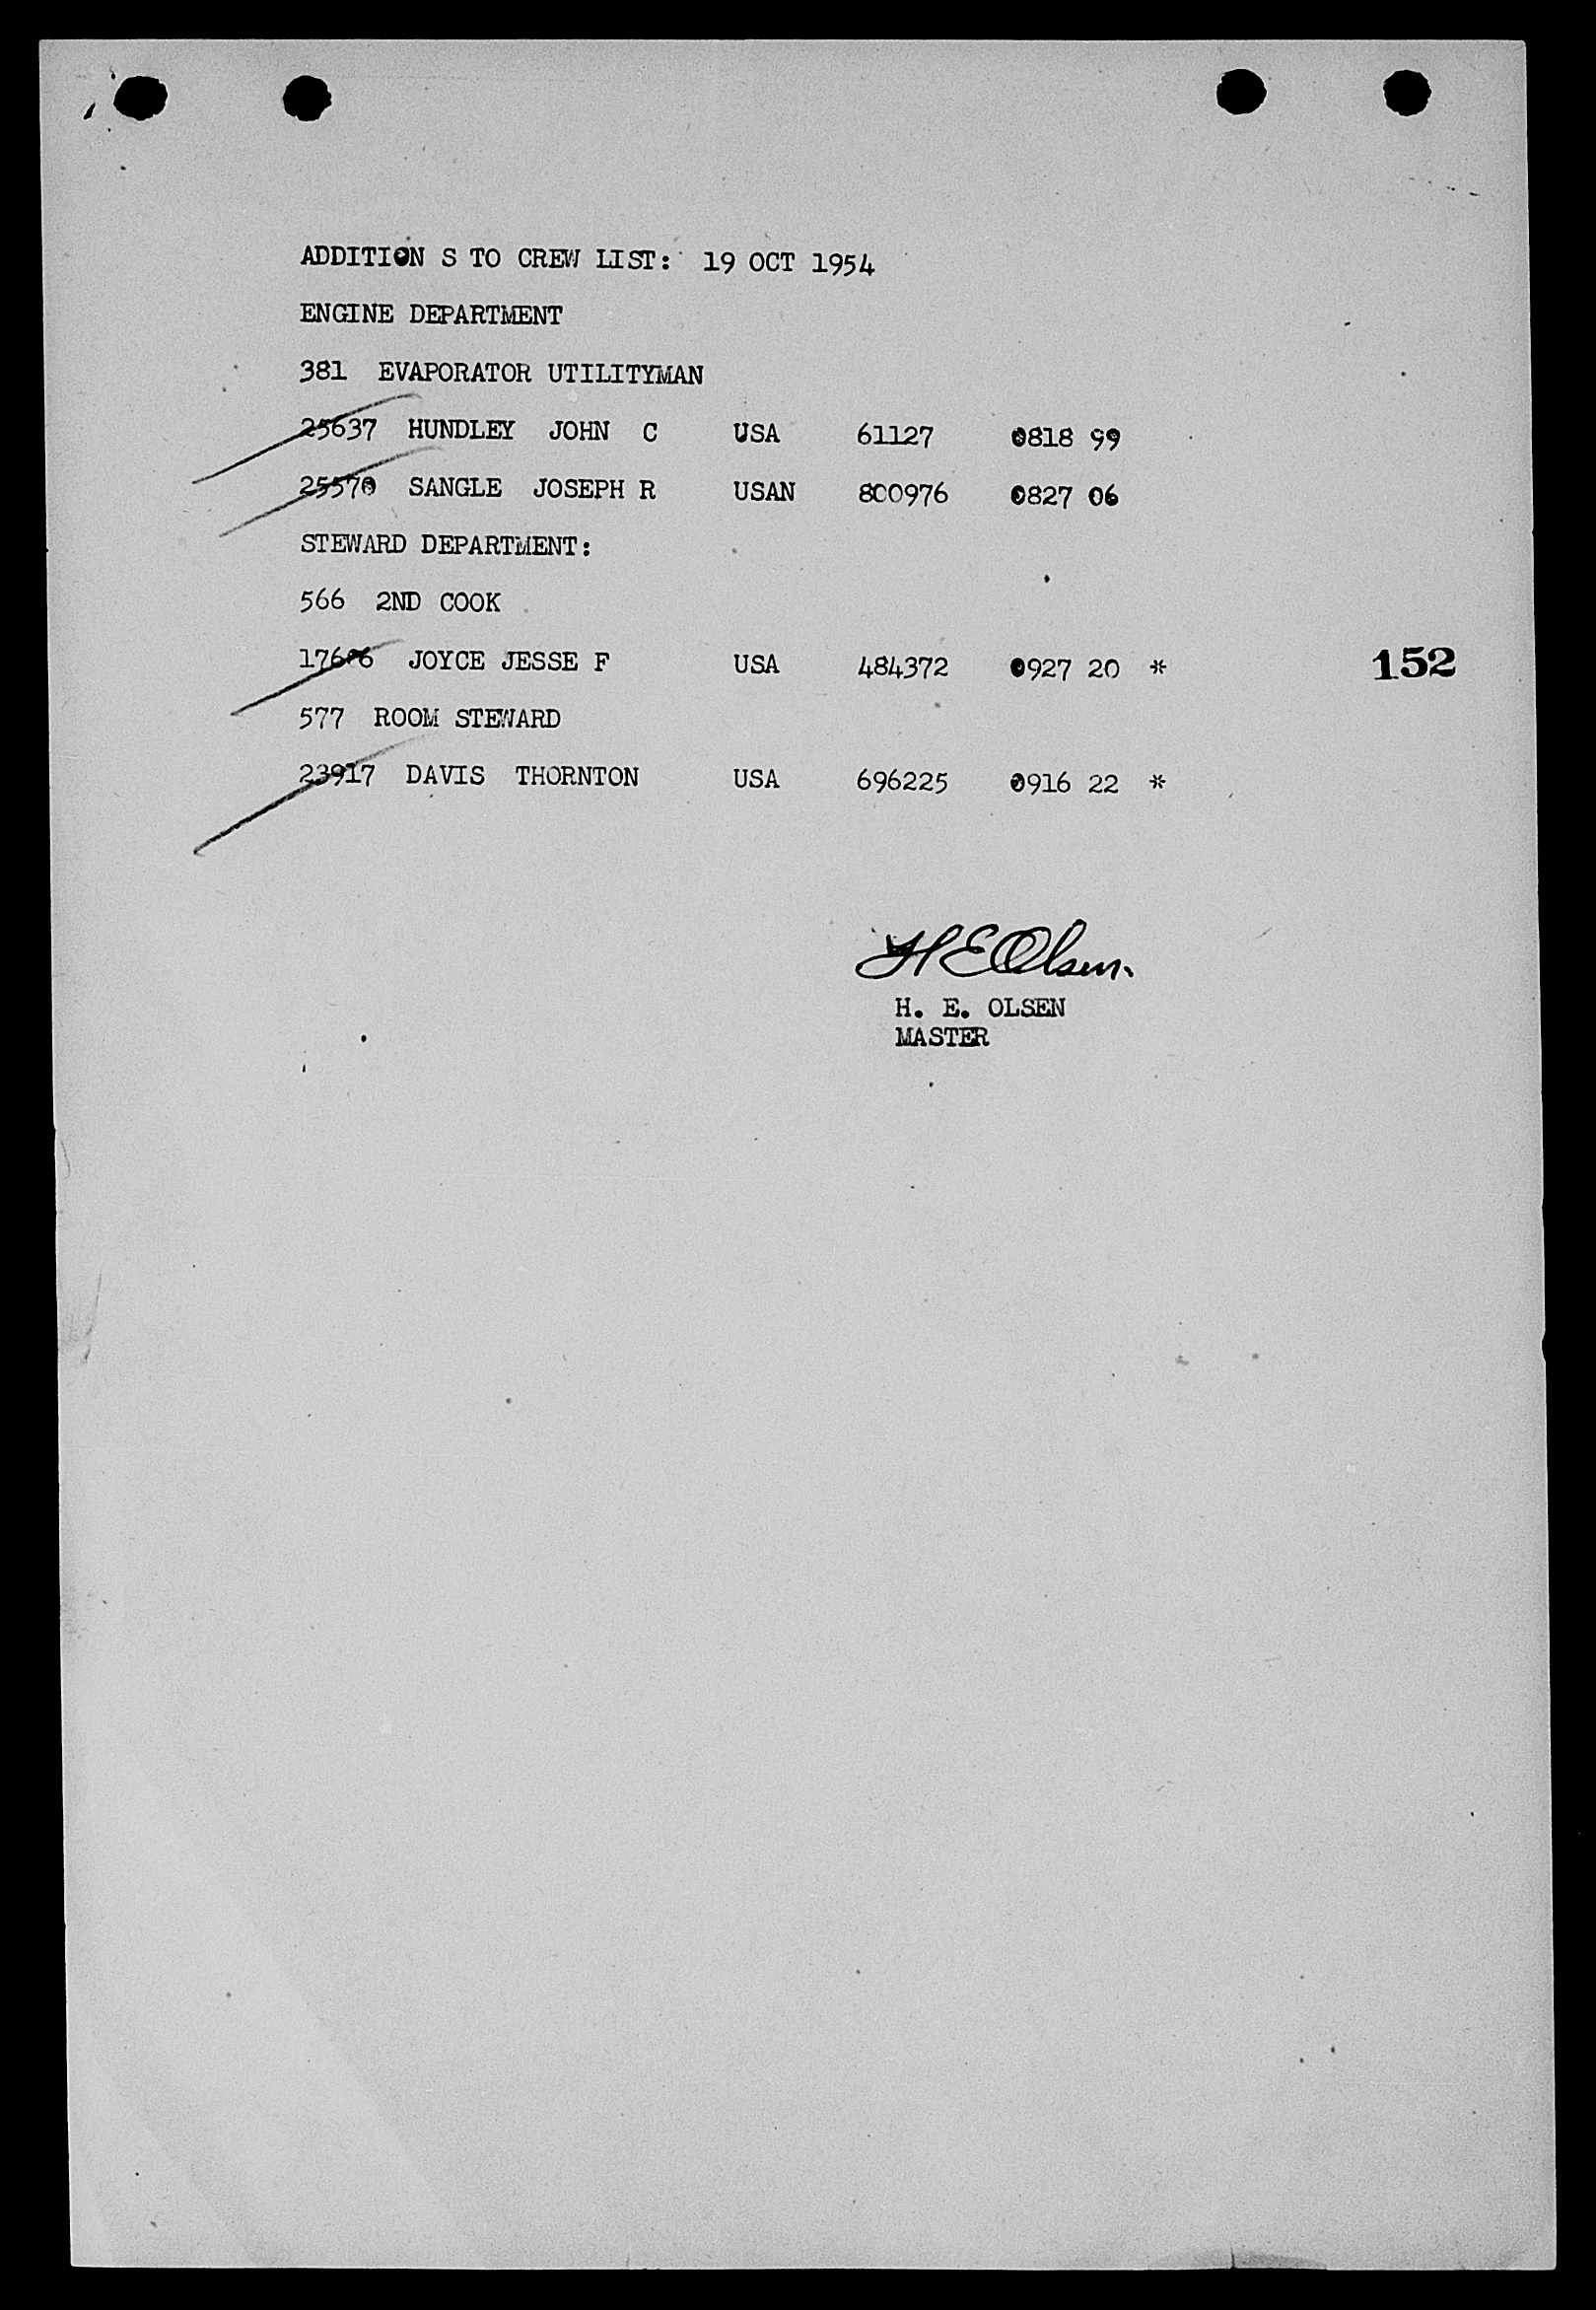 ADDITION S TO CREW LIST: 19 OCT 1954
ENGINE DEPARTMENT
381 EVAPORATOR UTILITYMAN
25637 HUNDLEY JOHN C USA 61127 0818 99
25570 SANGLE JOSEPH R USAN 800976 0827 06
STEWARD DEPARTMENT:
566 2ND COOK
JOYCE JESSE F USA 484372 0927 20 * 152
577 ROOM STEWARD
23917 DAVIS THORNTON USA 696225 0916 22 *
H E Olsen
H. E. OLSEN
MASTER